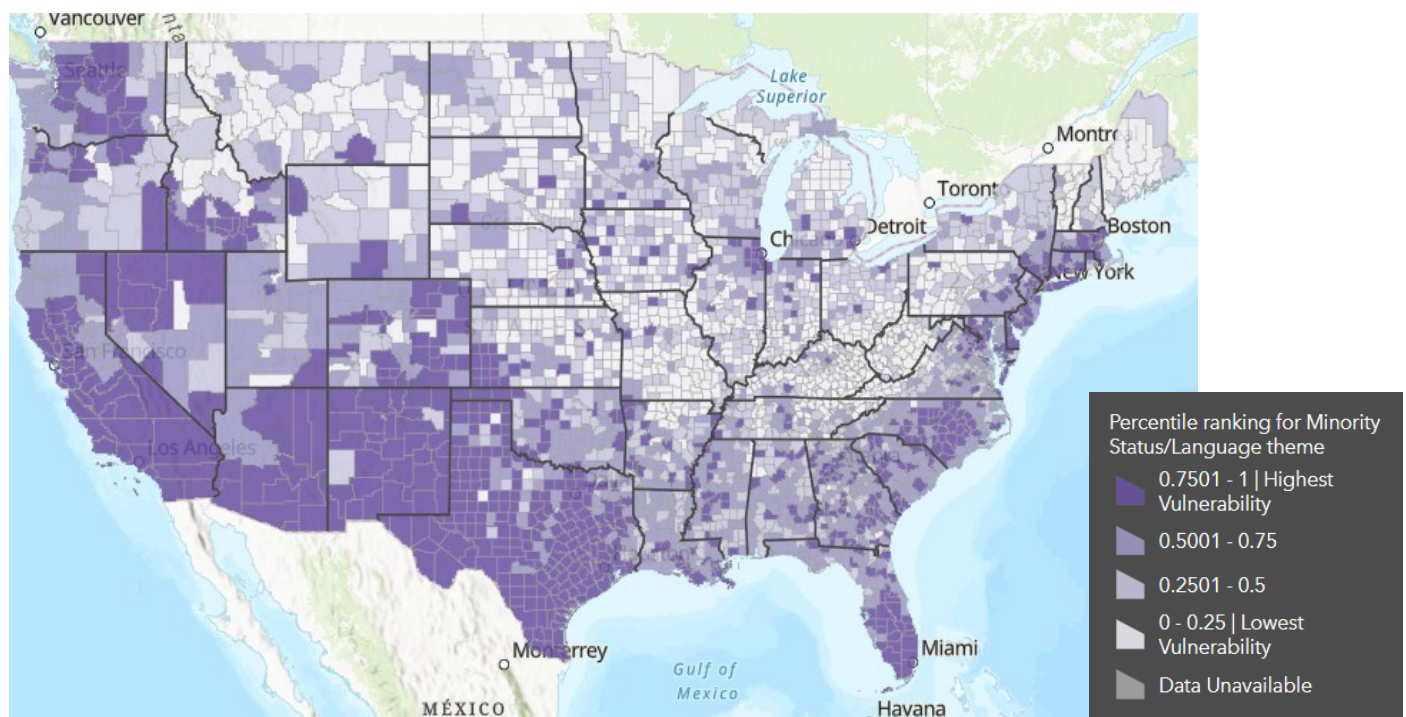 Vancouver
Seattle
Lake
Superior
Montreal
Toront
Detroit
Boston
Chicago
New York
San Francisco
Los Angeles
Monterrey
Miami
Gulf of
Mexico
MÉXICO
Havana
Percentile ranking for Minority
Status/Language theme
0.7501 - 1 | Highest
Vulnerability
0.5001 - 0.75
0.2501 - 0.5
0 - 0.25 | Lowest
Vulnerability
Data Unavailable